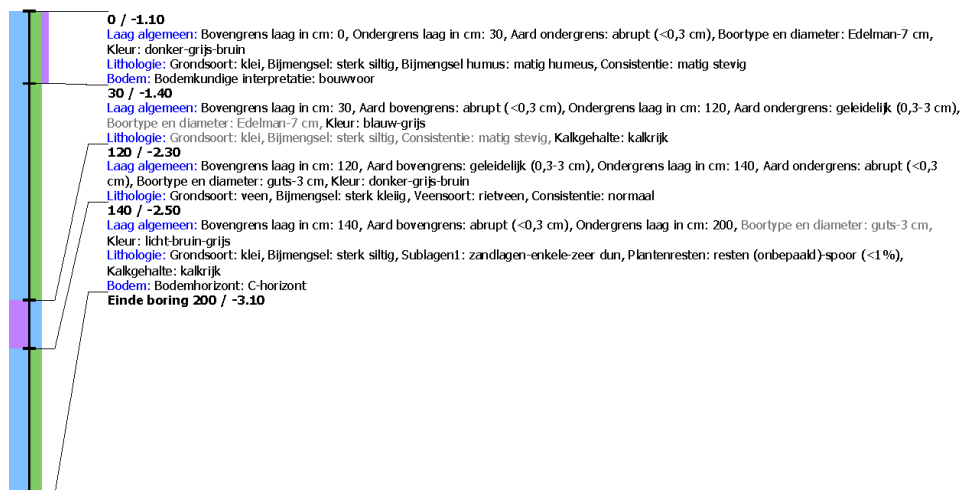 0 / -1.10
Laag algemeen: Bovengrens laag in cm: 0, Ondergrens laag in cm: 30, Aard ondergrens: abrupt (<0,3 cm), Boortype en diameter: Edelman-7 cm,
Kleur: donker-grijs-bruin
Lithologie: Grondsoort: klei, Bijmengsel: sterk siltig, Bijmengsel humus: matig humeus, Consistentie: matig stevig
Bodem: Bodemkundige interpretatie: bouwvoor
30 / -1.40
Laag algemeen: Bovengrens laag in cm: 30, Aard bovengrens: abrupt (<0,3 cm), Ondergrens laag in cm: 120, Aard ondergrens: geleidelijk (0,3-3 cm),
Boortype en diameter: Edelman-7 cm, Kleur: blauw-grijs
Lithologie: Grondsoort: klei, Bijmengsel: sterk siltig, Consistentie: matig stevig, Kalkgehalte: kalkrijk
120 / -2.30
Laag algemeen: Bovengrens laag in cm: 120, Aard bovengrens: geleidelijk (0,3-3 cm), Ondergrens laag in cm: 140, Aard ondergrens: abrupt (<0,3
cm), Boortype en diameter: guts-3 cm, Kleur: donker-grijs-bruin
Lithologie: Grondsoort: veen, Bijmengsel: sterk kleiig, Veensoort: rietveen, Consistentie: normaal
140 / -2.50
Laag algemeen: Bovengrens laag in cm: 140, Aard bovengrens: abrupt (<0,3 cm), Ondergrens laag in cm: 200, Boortype en diameter: guts-3 cm,
Kleur: licht-bruin-grijs
Lithologie: Grondsoort: klei, Bijmengsel: sterk siltig, Sublagen1: zandlagen-enkele-zeer dun, Plantenresten: resten (onbepaald)-spoor (<1%),
Kalkgehalte: kalkrijk
Bodem: Bodemhorizont: C-horizont
Einde boring 200 / -3.10